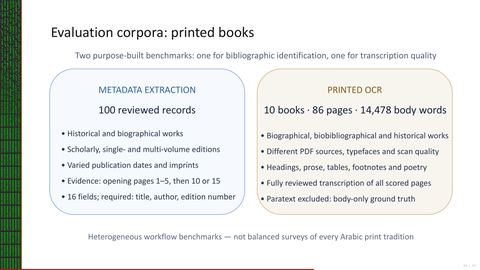 Evaluation corpora: printed books
Two purpose-built benchmarks: one for bibliographic identification, one for transcription quality
METADATA EXTRACTION
100 reviewed records
• Historical and biographical works
• Scholarly, single- and multi-volume editions
• Varied publication dates and imprints
• Evidence: opening pages 1–5, then 10 or 15
• 16 fields; required: title, author, edition number
PRINTED OCR
10 books · 86 pages · 14,478 body words
• Biographical, biobibliographical and historical works
• Different PDF sources, typefaces and scan quality
• Headings, prose, tables, footnotes and poetry
• Fully reviewed transcription of all scored pages
• Paratext excluded: body-only ground truth
Heterogeneous workflow benchmarks — not balanced surveys of every Arabic print tradition